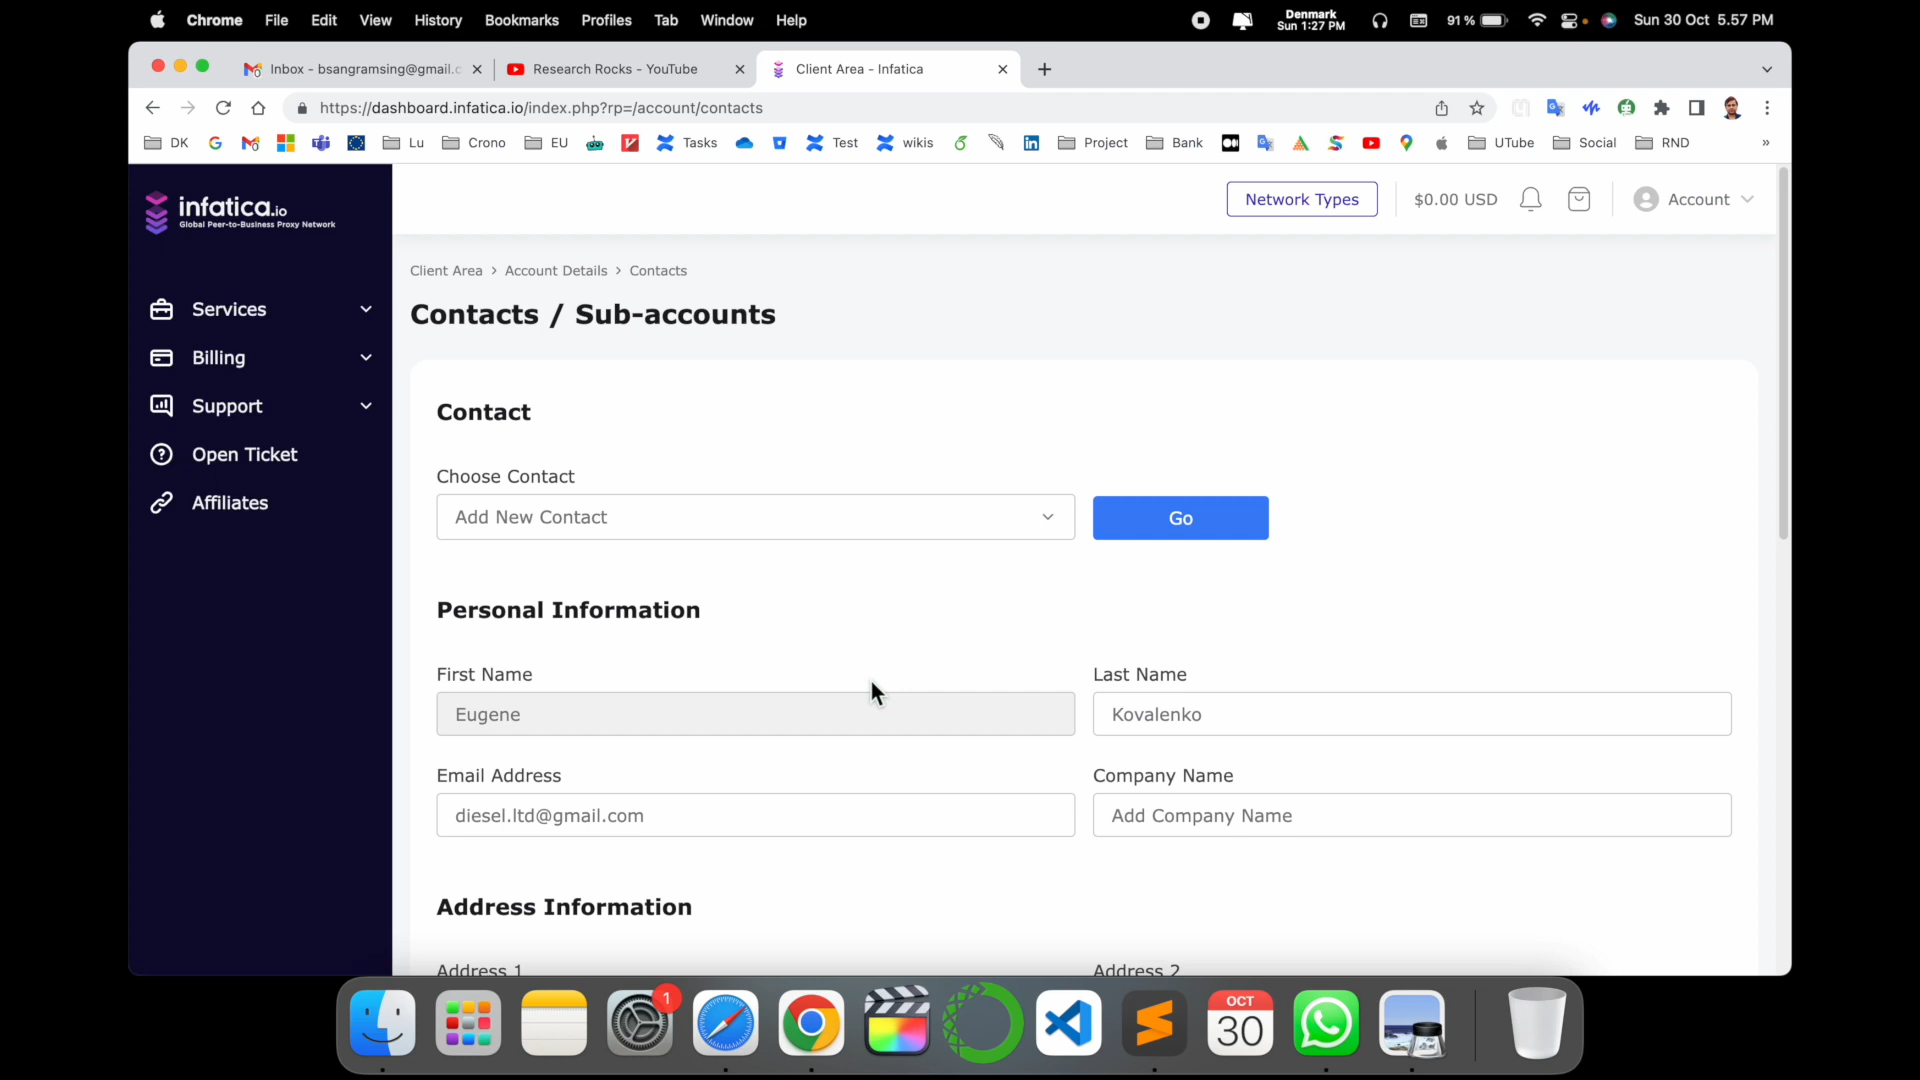 Chrome File Edit View History Bookmarks Profiles Tab Window Help
Denmark
Sun 1:27 PM
91 %
Sun 30 Oct 5.57 PM
Inbox - bsangramsing@gmail.c
Research Rocks - YouTube
Client Area - Infatica
https://dashboard.infatica.io/index.php?rp=/account/contacts
DK Lu Crono EU Tasks Test wikis Project Bank UTube Social RND »
infatica.io
Global Peer-to-Business Proxy Network
Network Types
$0.00 USD
Account
Services
Billing
Support
Open Ticket
Affiliates
Client Area > Account Details > Contacts
Contacts / Sub-accounts
Contact
Choose Contact
Add New Contact
Go
Personal Information
First Name
Last Name
Eugene
Kovalenko
Email Address
Company Name
diesel.ltd@gmail.com
Add Company Name
Address Information
Address 1
Address 2
1
OCT
30